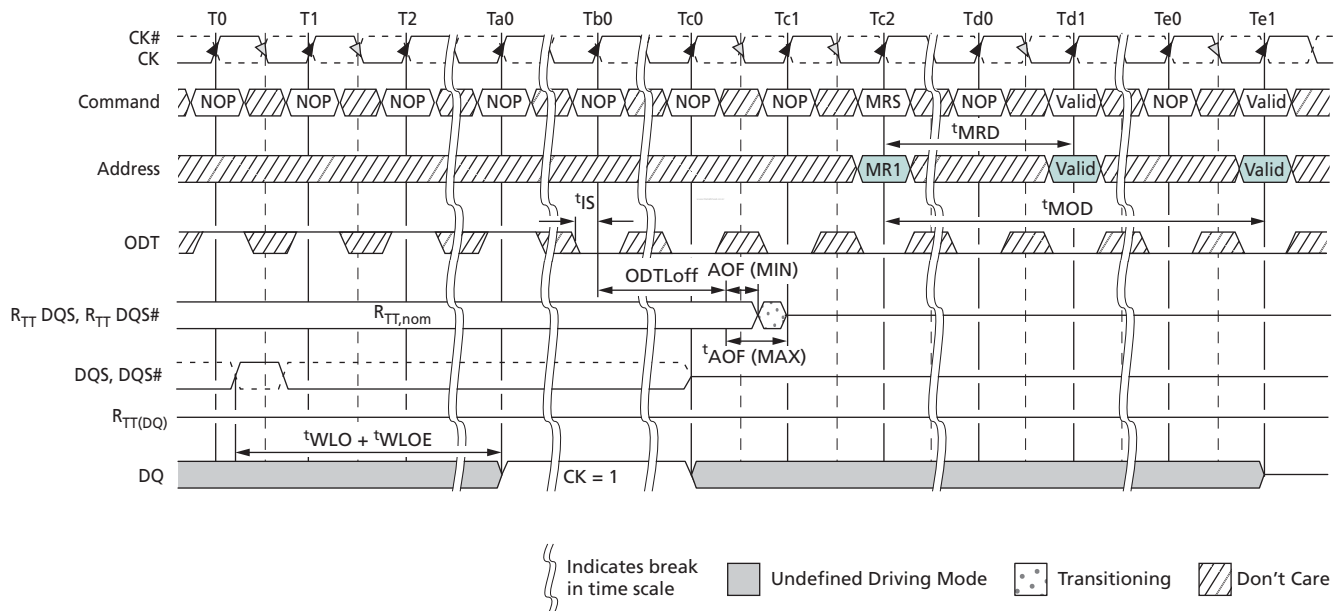 T0 T1 T2 Ta0 Tb0 Tc0 Tc1 Tc2 Td0 Td1 Te0 Te1
CK#
CK
Command NOP NOP NOP NOP NOP NOP NOP MRS NOP Valid NOP Valid
tMRD
Address MR1 Valid Valid
tIS
tMOD
ODT
ODTLoff AOF (MIN)
RTT DQS, RTT DQS# RTT,nom
tAOF (MAX)
DQS, DQS#
RTT(DQ)
tWLO + tWLOE
DQ CK = 1
Indicates break
in time scale
Undefined Driving Mode
Transitioning
Don't Care